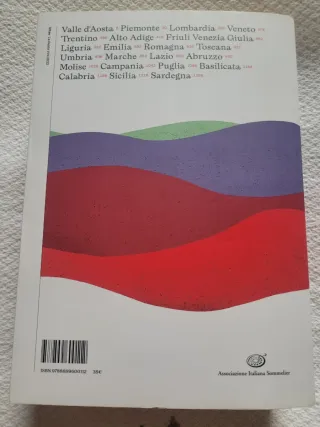 Valle d'Aosta Piemonte Lombardia Veneto
Trentino Alto Adige Friuli Venezia Giulia
Liguria Emilia Romagna Toscana
Umbria Marche Lazio Abruzzo
Molise Campania Puglia Basilicata
Calabria Sicilia Sardegna
Associazione Italiana Sommelier
35€